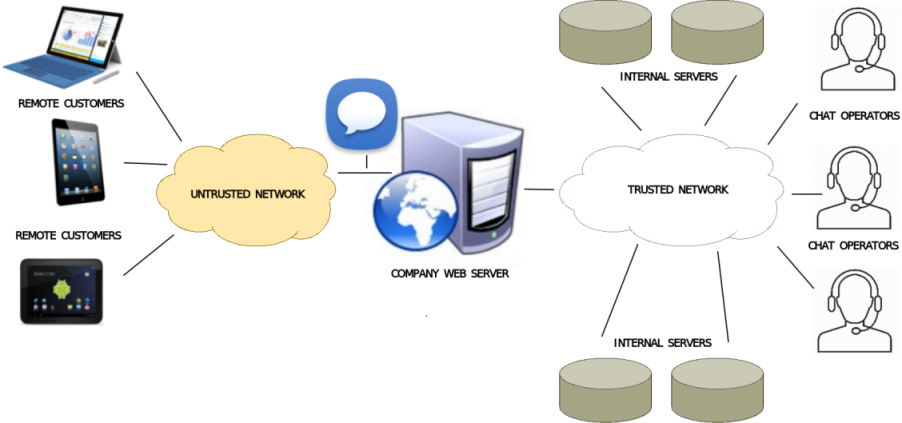 INTERNAL SERVERS
REMOTE CUSTOMERS
CHAT OPERATORS
UNTRUSTED NETWORK
TRUSTED NETWORK
REMOTE CUSTOMERS
CHAT OPERATORS
COMPANY WEB SERVER
INTERNAL SERVERS